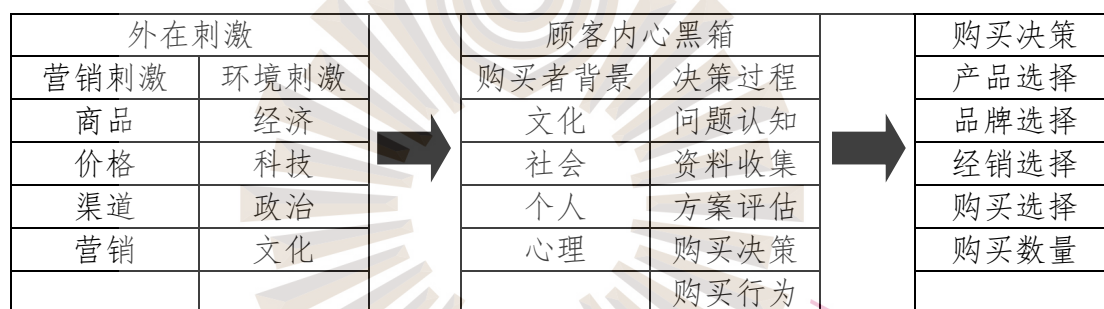 外在刺激 顾客内心黑箱 购买决策
营销刺激 环境刺激 购买者背景 决策过程 产品选择
商品 经济 文化 问题认知 品牌选择
价格 科技 社会 资料收集 经销选择
渠道 政治 个人 方案评估 购买选择
营销 文化 心理 购买决策 购买数量
购买行为